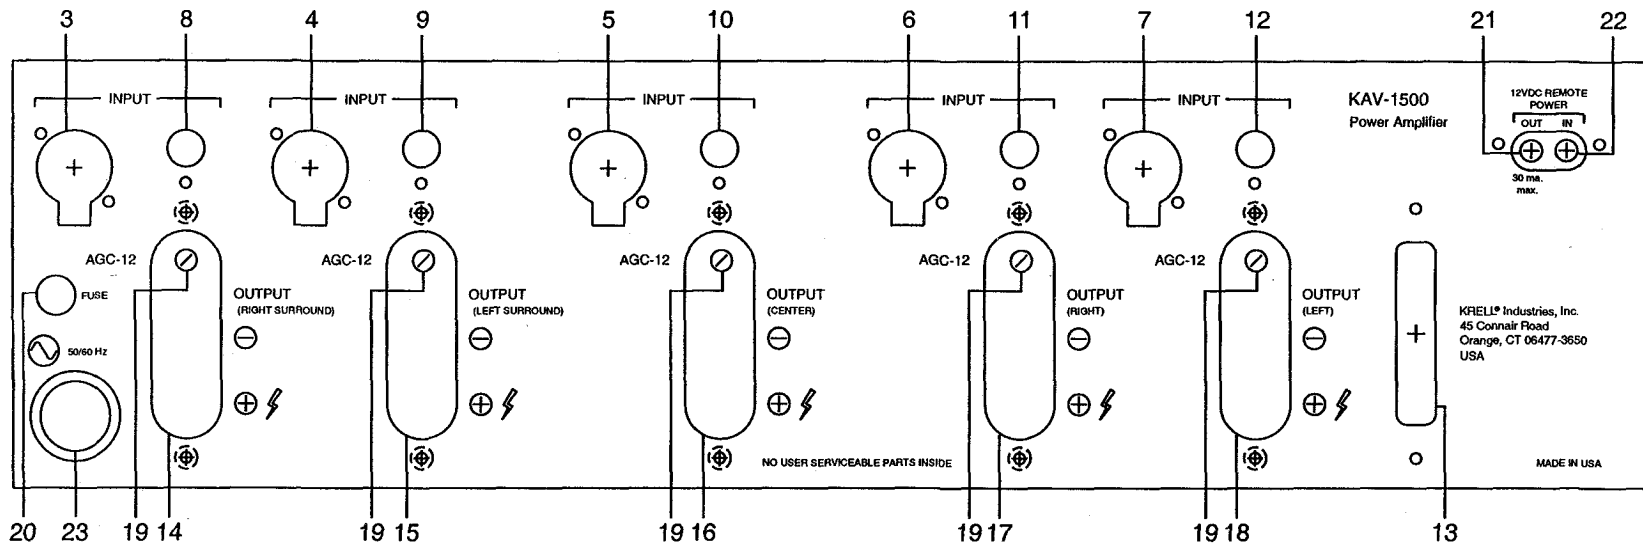 3 8 4 9 5 10 6 11 7 12 21 22
INPUT INPUT INPUT INPUT INPUT
KAV-1500
Power Amplifier
12VDC REMOTE
POWER
OUT IN
30 ma.
max.
AGC-12 AGC-12 AGC-12 AGC-12 AGC-12
FUSE
OUTPUT
(RIGHT SURROUND)
OUTPUT
(LEFT SURROUND)
OUTPUT
(CENTER)
OUTPUT
(RIGHT)
OUTPUT
(LEFT)
50/60 Hz
KRELL® Industries, Inc.
45 Connair Road
Orange, CT 06477-3650
USA
NO USER SERVICEABLE PARTS INSIDE
MADE IN USA
20 23 19 14 19 15 19 16 19 17 19 18 13